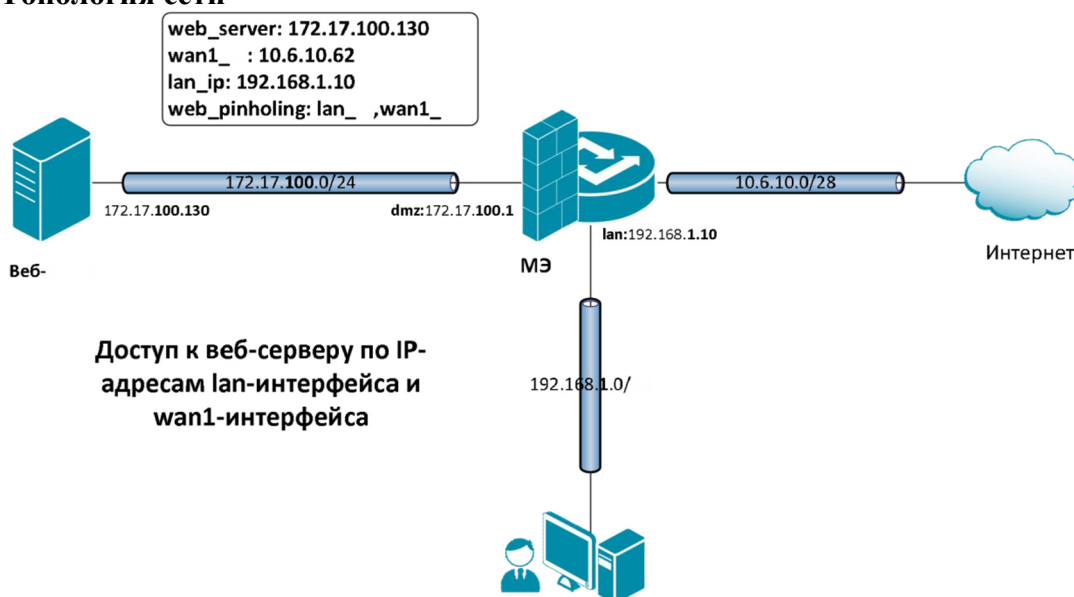 Топология сети
web_server: 172.17.100.130
wan1_ : 10.6.10.62
lan_ip: 192.168.1.10
web_pinholing: lan_ ,wan1_
172.17.100.0/24
10.6.10.0/28
172.17.100.130
dmz:172.17.100.1
lan:192.168.1.10
Веб-
МЭ
Интернет
Доступ к веб-серверу по IP-
адресам lan-интерфейса и
wan1-интерфейса
192.168.1.0/